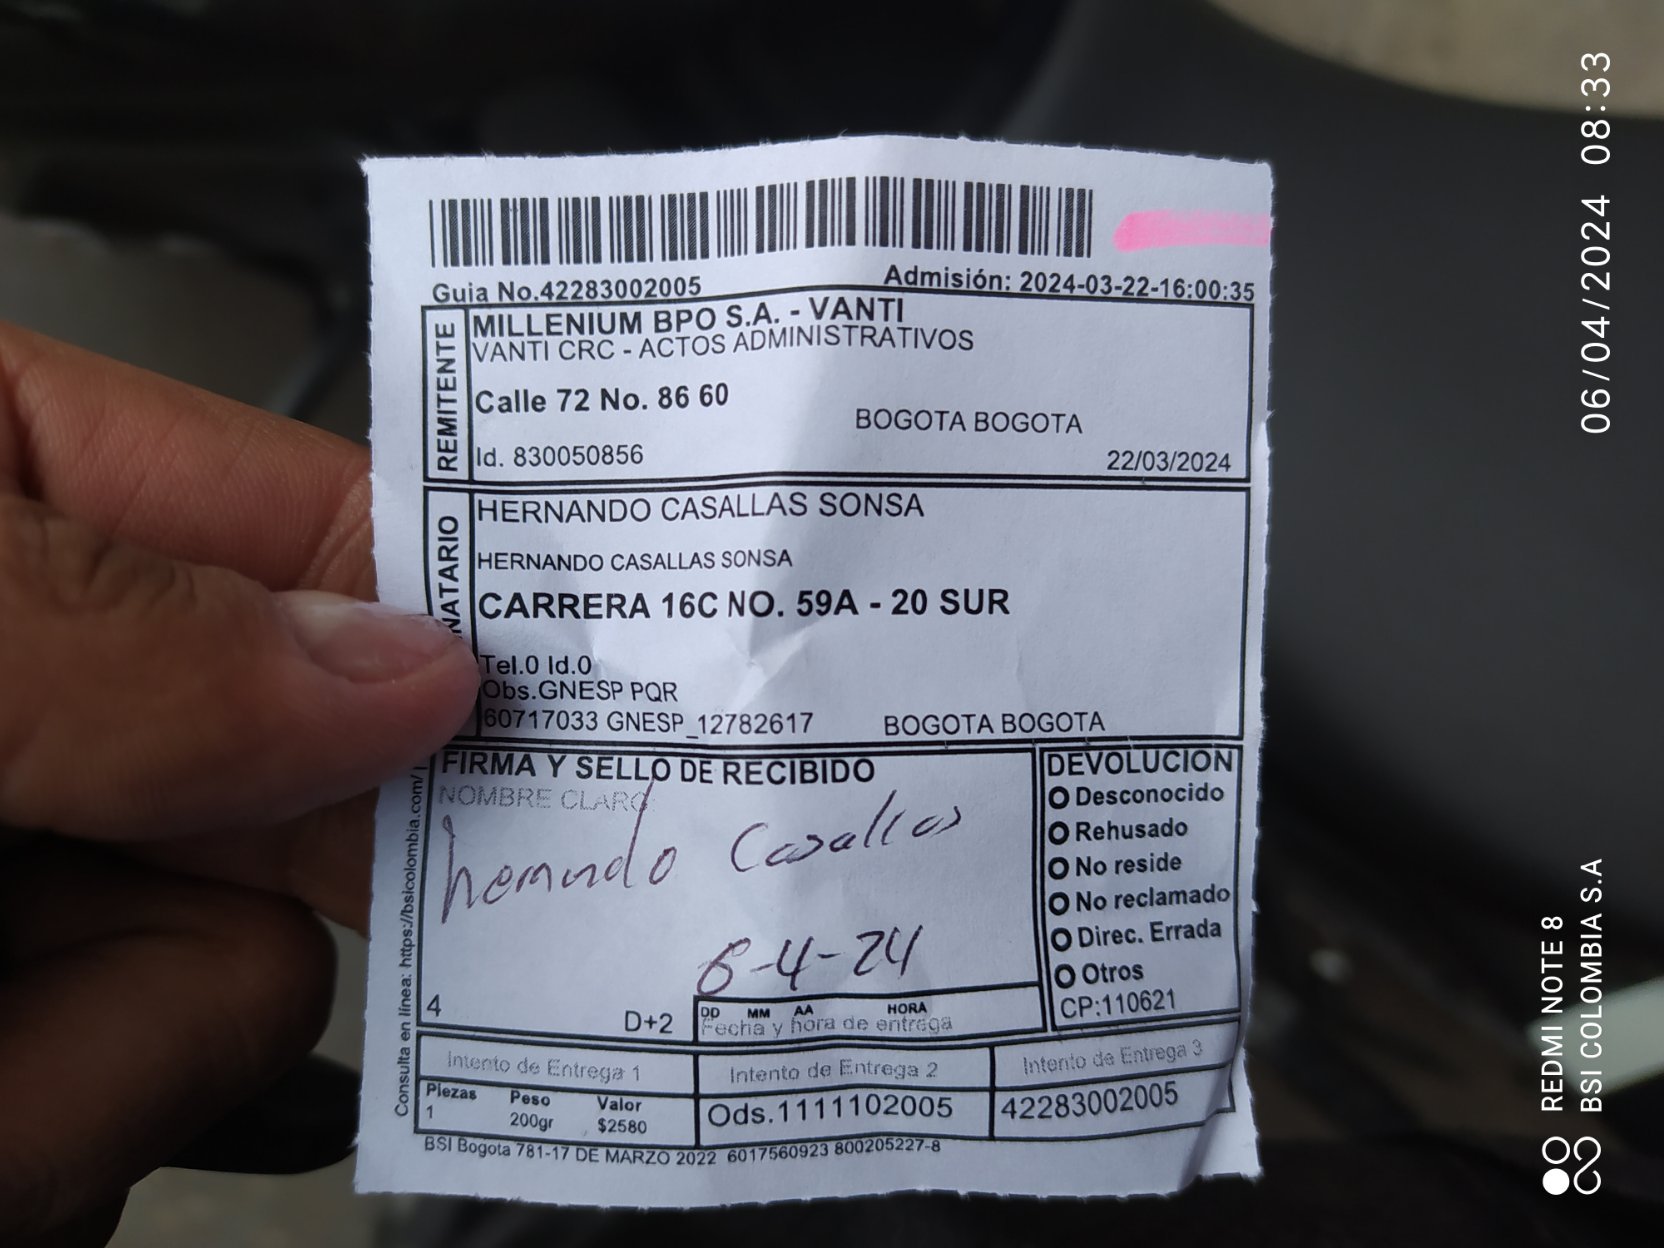 Guia No.42283002005
Admisión: 2024-03-22-16:00:35
REMITENTE
MILLENIUM BPO S.A. - VANTI
VANTI CRC - ACTOS ADMINISTRATIVOS
Calle 72 No. 86 60
BOGOTA BOGOTA
Id. 830050856
22/03/2024
NATARIO
HERNANDO CASALLAS SONSA
HERNANDO CASALLAS SONSA
CARRERA 16C NO. 59A - 20 SUR
Tel.0 Id.0
Obs.GNESP PQR
60717033 GNESP_12782617
BOGOTA BOGOTA
FIRMA Y SELLO DE RECIBIDO
NOMBRE CLARO:
hernando Casallas
6-4-24
4
D+2
DD MM AA HORA
Fecha y hora de entrega
DEVOLUCION
Desconocido
Rehusado
No reside
No reclamado
Direc. Errada
Otros
CP:110621
Intento de Entrega 1
Intento de Entrega 2
Intento de Entrega 3
Piezas
1
Peso
200gr
Valor
$2580
Ods.1111102005
42283002005
BSI Bogota 781-17 DE MARZO 2022 6017560923 800205227-8
Consulta en línea: https://bsicolombia.com/
06/04/2024 08:33
REDMI NOTE 8
BSI COLOMBIA S.A